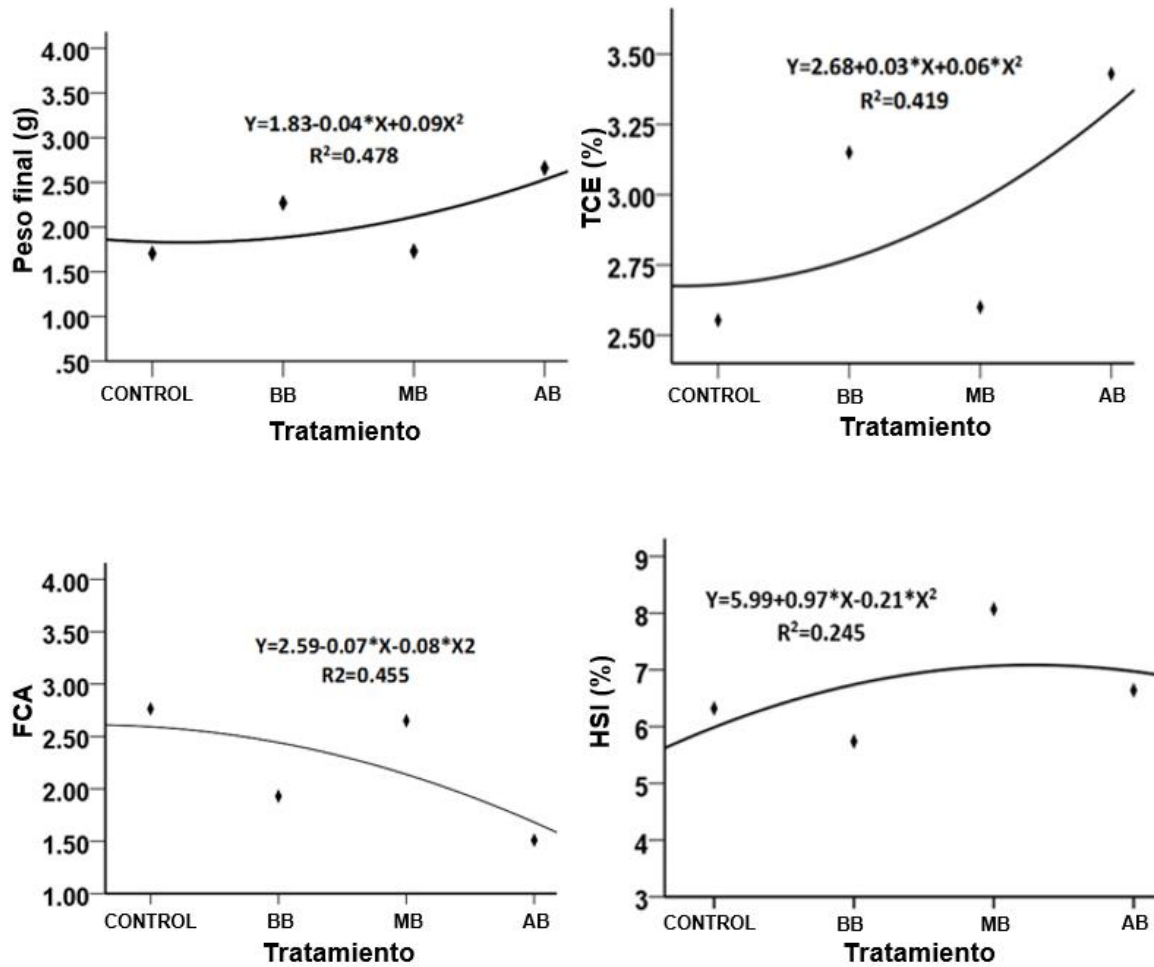 4.00
3.50
3.00
2.50
2.00
1.50
1.00
.50
Peso final (g)
Y=1.83-0.04*X+0.09X²
R²=0.478
CONTROL BB MB AB
Tratamiento
3.50
3.25
3.00
2.75
2.50
TCE (%)
Y=2.68+0.03*X+0.06*X²
R²=0.419
CONTROL BB MB AB
Tratamiento
4.00
3.50
3.00
2.50
2.00
1.50
1.00
FCA
Y=2.59-0.07*X-0.08*X2
R2=0.455
CONTROL BB MB AB
Tratamiento
9
8
7
6
5
4
3
HSI (%)
Y=5.99+0.97*X-0.21*X²
R²=0.245
CONTROL BB MB AB
Tratamiento